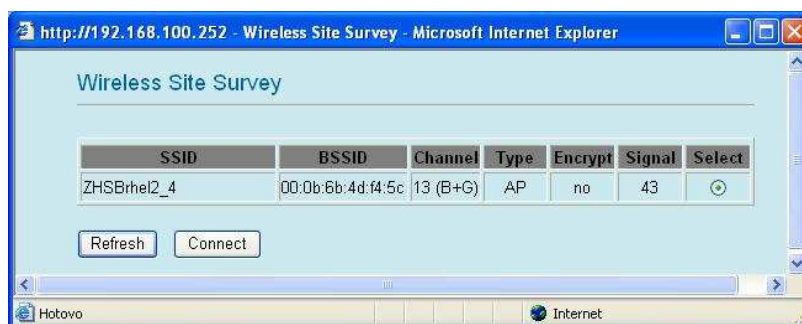 http://192.168.100.252 - Wireless Site Survey - Microsoft Internet Explorer
Wireless Site Survey
SSID BSSID Channel Type Encrypt Signal Select
ZHSBrhel2_4 00:0b:6b:4d:f4:5c 13 (B+G) AP no 43
Refresh Connect
Hotovo Internet